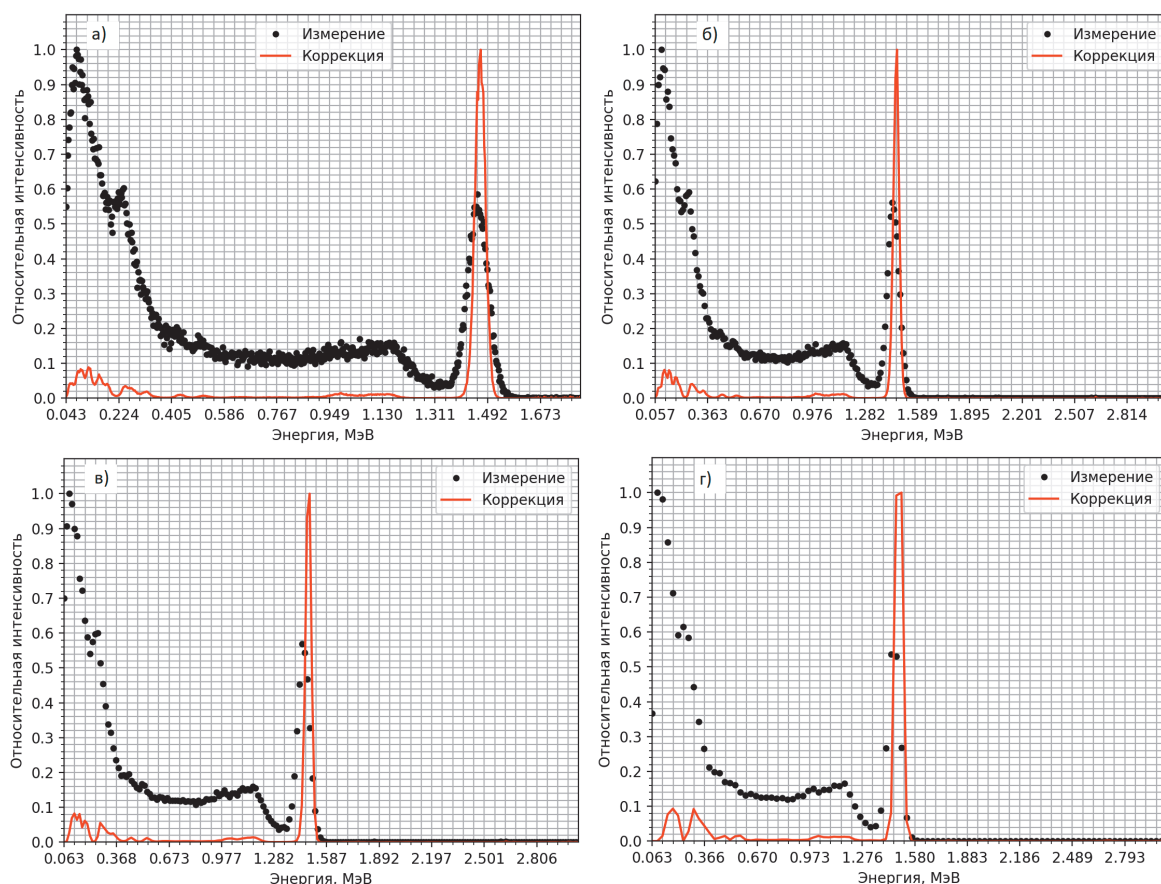 а)
Измерение
Коррекция
Относительная интенсивность
1.0
0.9
0.8
0.7
0.6
0.5
0.4
0.3
0.2
0.1
0.0
0.043 0.224 0.405 0.586 0.767 0.949 1.130 1.311 1.492 1.673
Энергия, МэВ
б)
Измерение
Коррекция
Относительная интенсивность
1.0
0.9
0.8
0.7
0.6
0.5
0.4
0.3
0.2
0.1
0.0
0.057 0.363 0.670 0.976 1.282 1.589 1.895 2.201 2.507 2.814
Энергия, МэВ
в)
Измерение
Коррекция
Относительная интенсивность
1.0
0.9
0.8
0.7
0.6
0.5
0.4
0.3
0.2
0.1
0.0
0.063 0.368 0.673 0.977 1.282 1.587 1.892 2.197 2.501 2.806
Энергия, МэВ
г)
Измерение
Коррекция
Относительная интенсивность
1.0
0.9
0.8
0.7
0.6
0.5
0.4
0.3
0.2
0.1
0.0
0.063 0.366 0.670 0.973 1.276 1.580 1.883 2.186 2.489 2.793
Энергия, МэВ